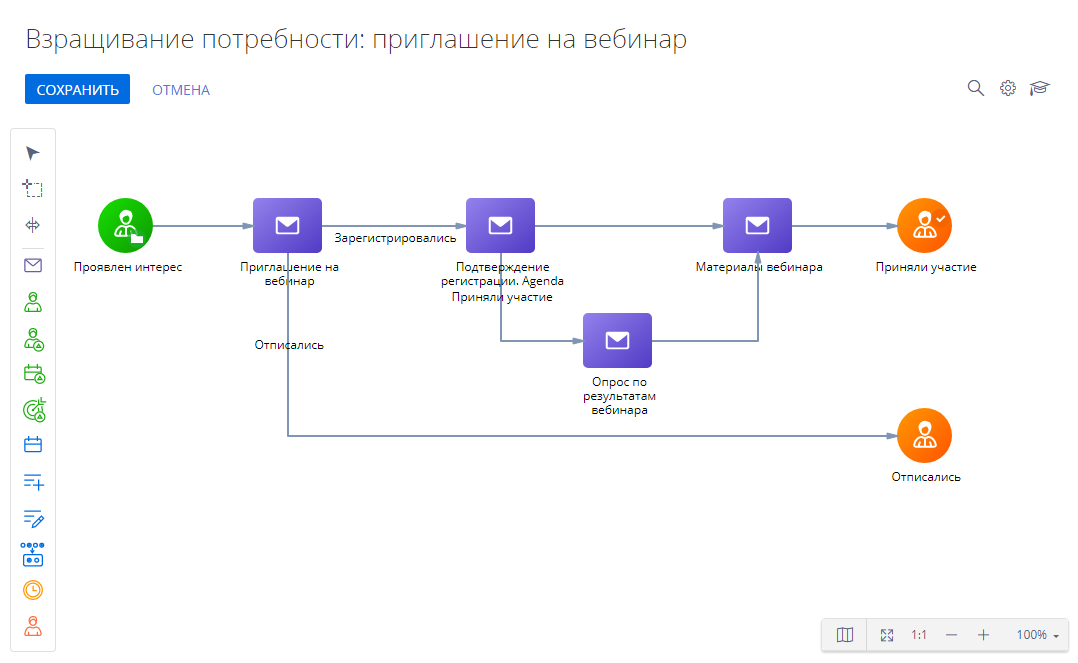 Взращивание потребности: приглашение на вебинар
СОХРАНИТЬ
ОТМЕНА
Зарегистрировались
Проявлен интерес
Приглашение на
вебинар
Подтверждение
регистрации. Agenda
Приняли участие
Материалы вебинара
Приняли участие
Отписались
Опрос по
результатам
вебинара
Отписались
1:1
100%